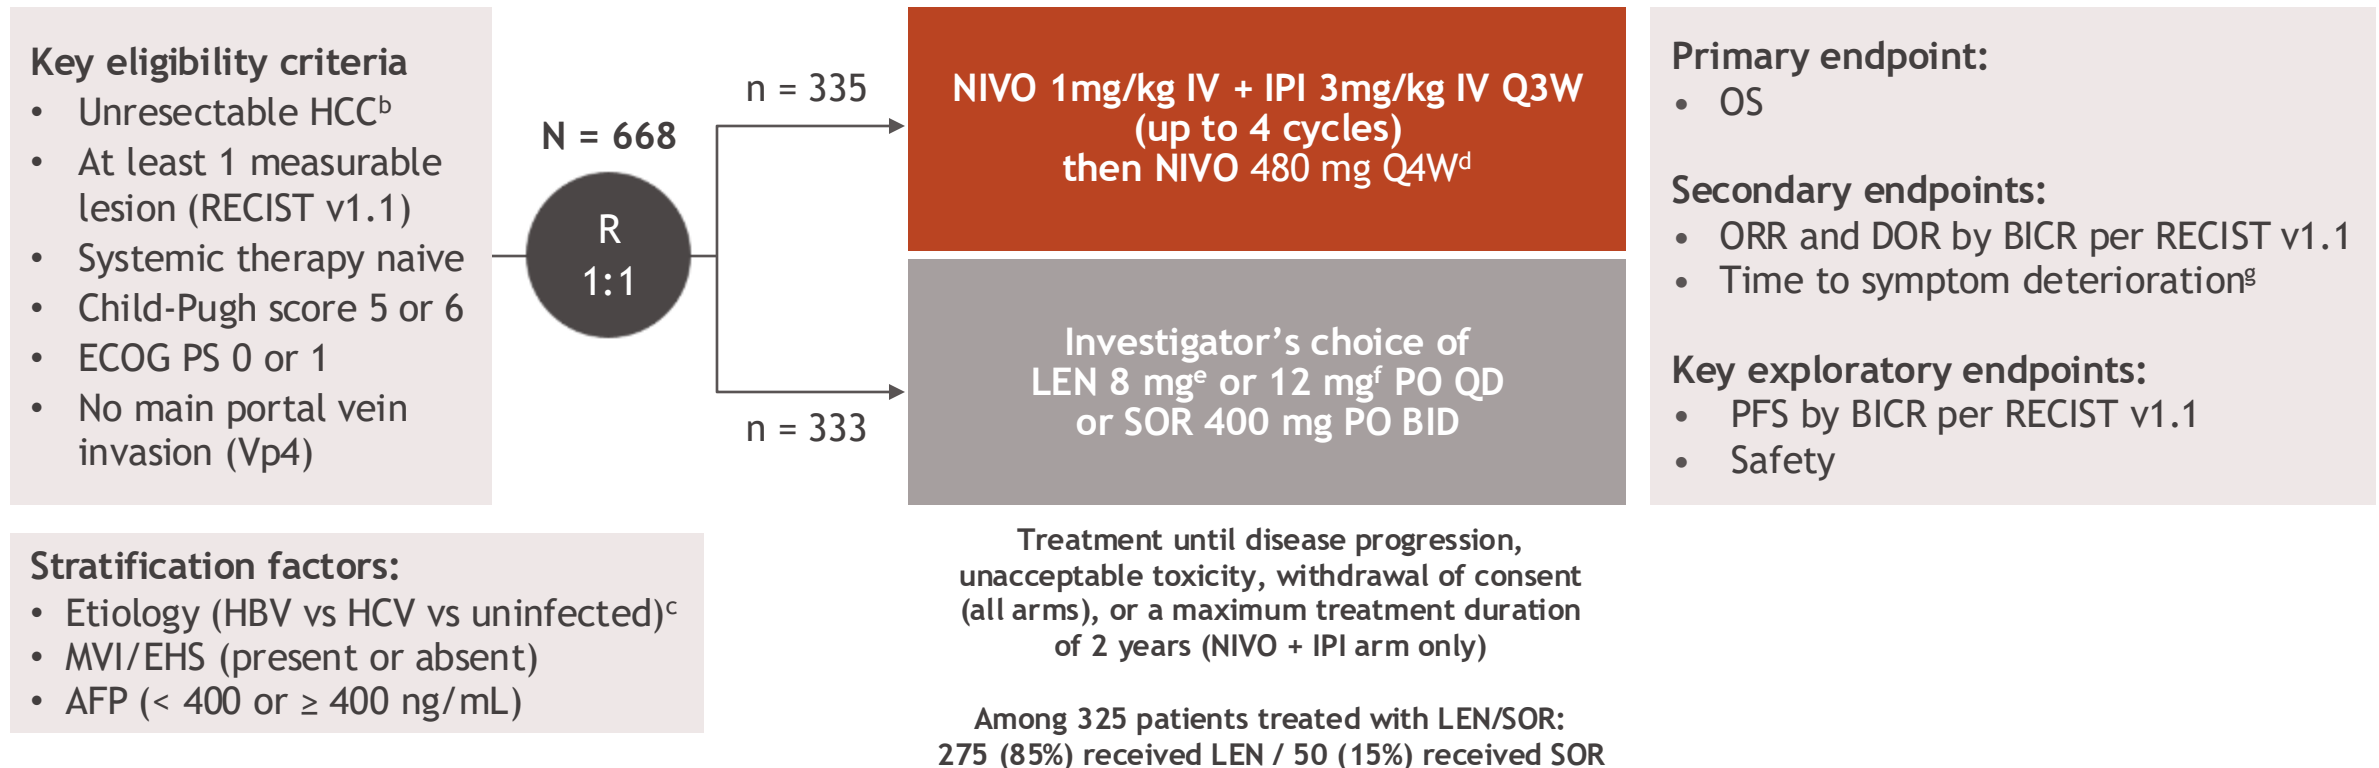 Key eligibility criteria
• Unresectable HCCᵇ
• At least 1 measurable
lesion (RECIST v1.1)
• Systemic therapy naive
• Child-Pugh score 5 or 6
• ECOG PS 0 or 1
• No main portal vein
invasion (Vp4)
Stratification factors:
• Etiology (HBV vs HCV vs uninfected)ᶜ
• MVI/EHS (present or absent)
• AFP (< 400 or ≥ 400 ng/mL)
N = 668
R
1:1
n = 335
n = 333
NIVO 1mg/kg IV + IPI 3mg/kg IV Q3W
(up to 4 cycles)
then NIVO 480 mg Q4Wᵈ
Investigator’s choice of
LEN 8 mgᵉ or 12 mgᶠ PO QD
or SOR 400 mg PO BID
Treatment until disease progression,
unacceptable toxicity, withdrawal of consent
(all arms), or a maximum treatment duration
of 2 years (NIVO + IPI arm only)
Among 325 patients treated with LEN/SOR:
275 (85%) received LEN / 50 (15%) received SOR
Primary endpoint:
• OS
Secondary endpoints:
• ORR and DOR by BICR per RECIST v1.1
• Time to symptom deteriorationᵍ
Key exploratory endpoints:
• PFS by BICR per RECIST v1.1
• Safety